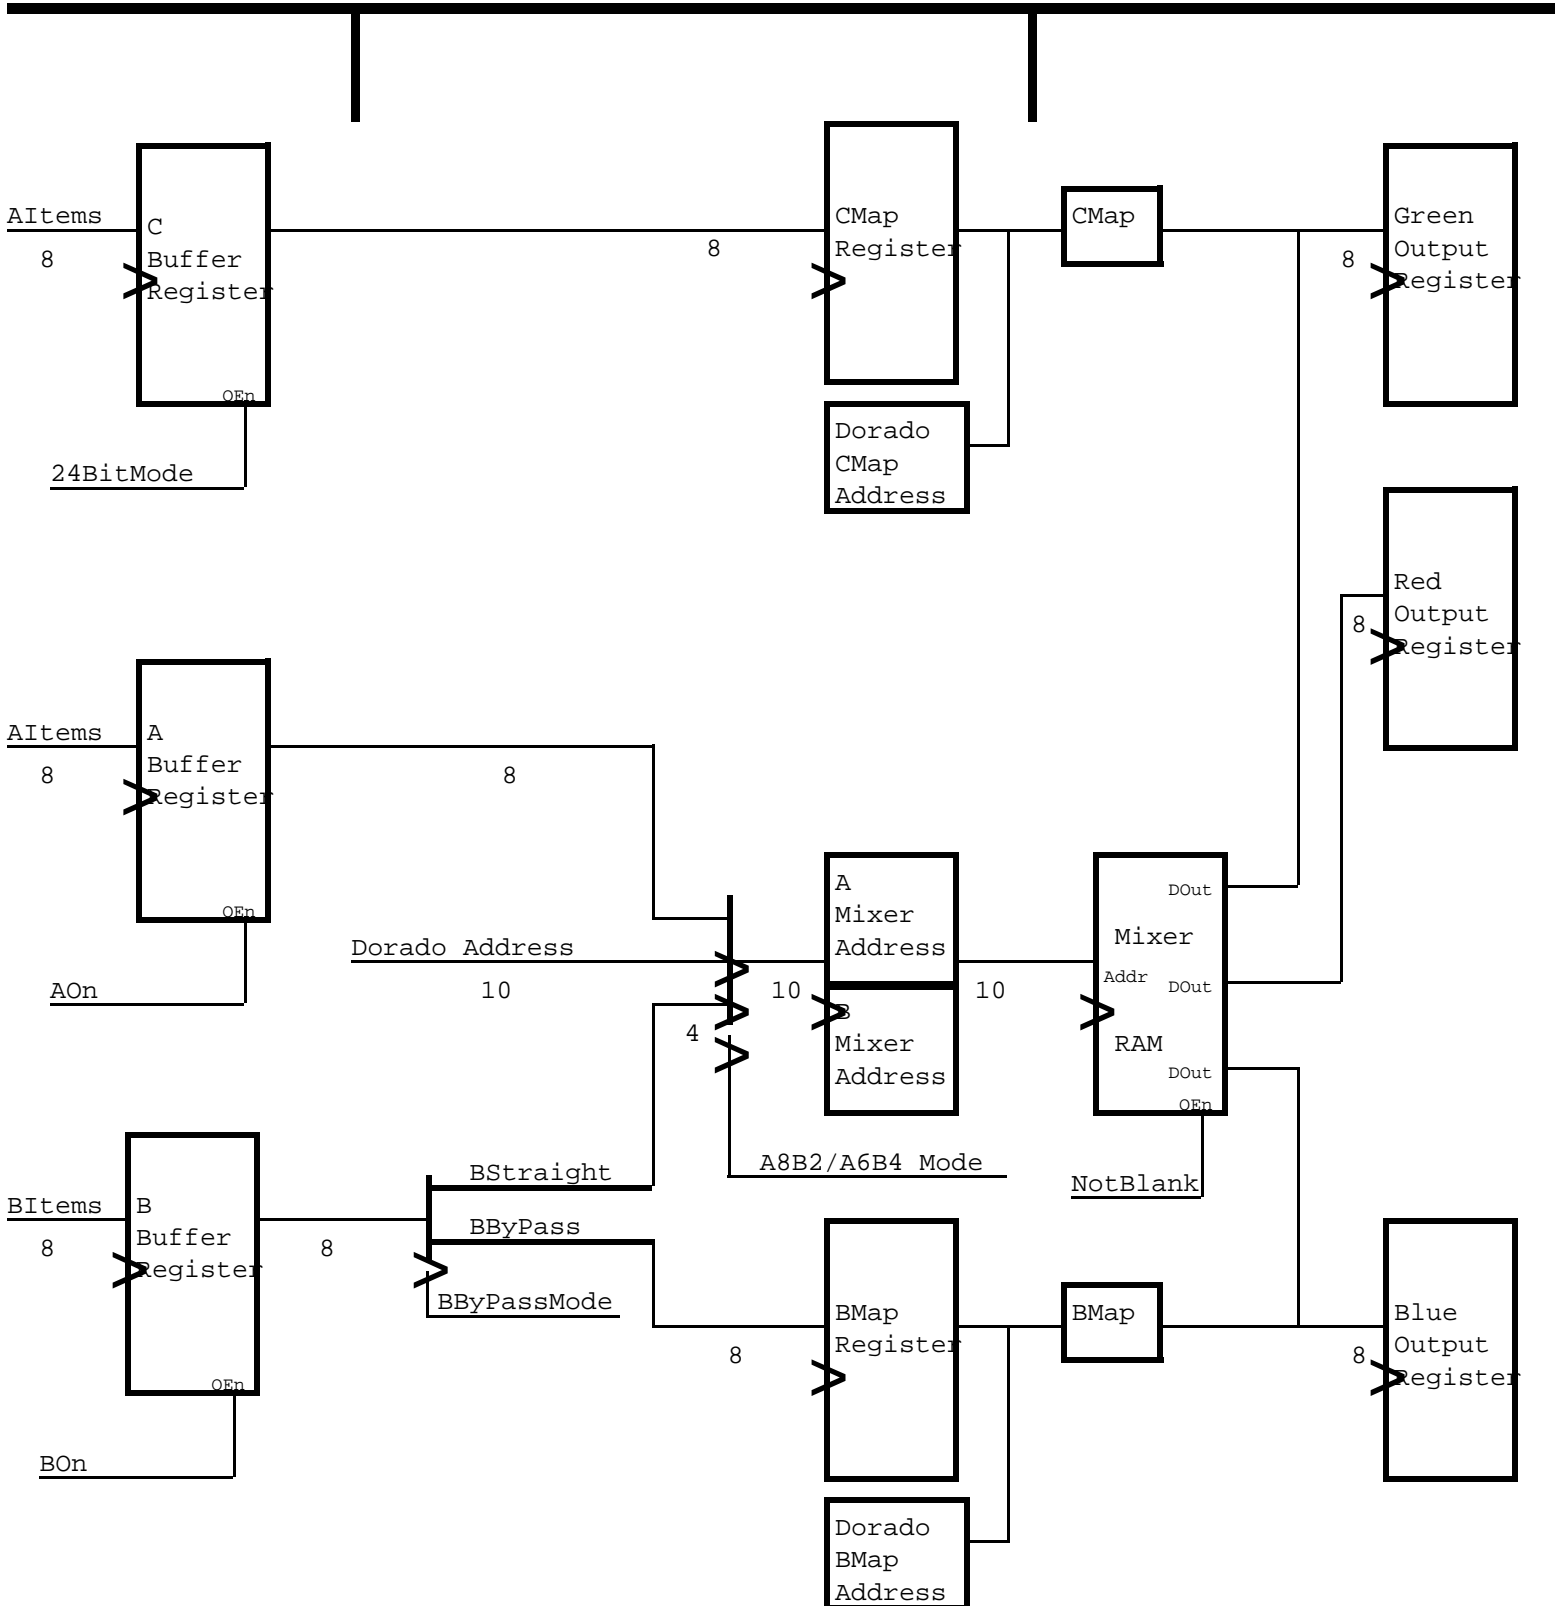 AItems
8
C
Buffer
Register
OEn
24BitMode
8
CMap
Register
Dorado
CMap
Address
CMap
8
Green
Output
Register
Red
Output
Register
8
AItems
8
A
Buffer
Register
OEn
AOn
8
Dorado Address
10
4
10
A
Mixer
Address
B
Mixer
Address
10
DOut
Mixer
Addr
DOut
RAM
DOut
OEn
A8B2/A6B4 Mode
NotBlank
BItems
8
B
Buffer
Register
OEn
BOn
8
BStraight
BByPass
BByPassMode
8
BMap
Register
BMap
8
Blue
Output
Register
Dorado
BMap
Address